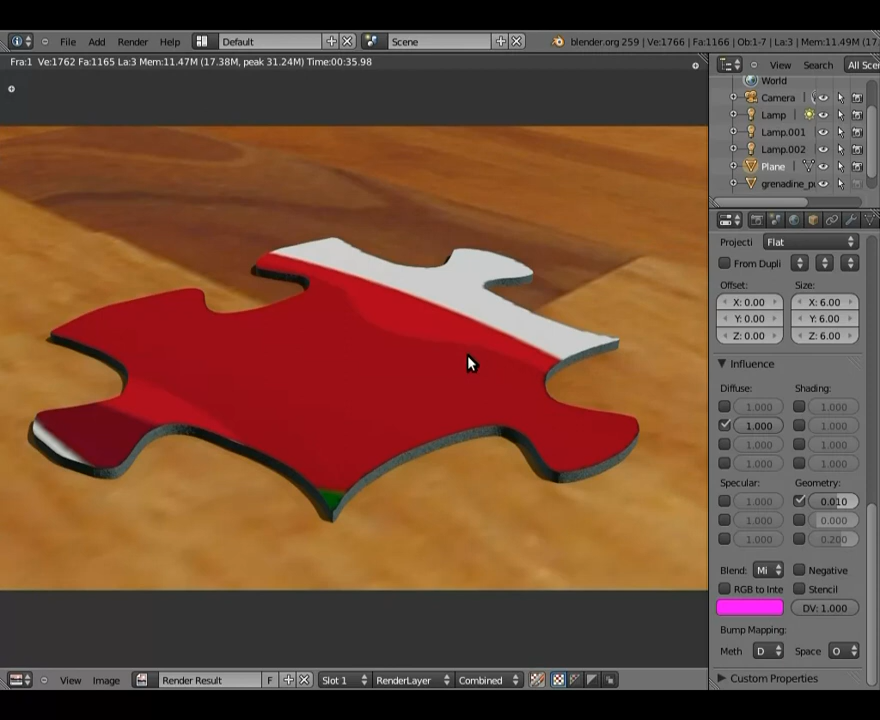 File Add Render Help Default Scene blender.org 259 | Ve:1766 | Fa:1166 | Ob:1-7 | La:3 | Mem:11.49M (17.
Fra:1 Ve:1762 Fa:1165 La:3 Mem:11.47M (17.38M, peak 31.24M) Time:00:35.98
View Search All Scen
World
Camera
Lamp
Lamp.001
Lamp.002
Plane
grenadine_pu
Projecti Flat
From Dupli
Offset: Size:
X: 0.00 X: 6.00
Y: 0.00 Y: 6.00
Z: 0.00 Z: 6.00
Influence
Diffuse: Shading:
1.000 1.000
1.000 1.000
1.000 1.000
1.000 1.000
Specular: Geometry:
1.000 0.010
1.000 0.000
1.000 0.200
Blend: Mi Negative
RGB to Inte Stencil
DV: 1.000
Bump Mapping:
Meth D Space O
Custom Properties
View Image Render Result F Slot 1 RenderLayer Combined